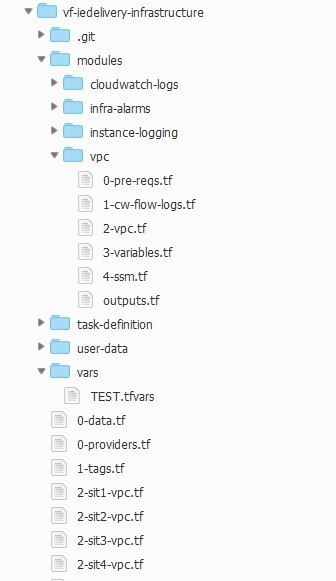 vf-iedelivery-infrastructure
.git
modules
cloudwatch-logs
infra-alarms
instance-logging
vpc
0-pre-reqs.tf
1-cw-flow-logs.tf
2-vpc.tf
3-variables.tf
4-ssm.tf
outputs.tf
task-definition
user-data
vars
TEST.tfvars
0-data.tf
0-providers.tf
1-tags.tf
2-sit1-vpc.tf
2-sit2-vpc.tf
2-sit3-vpc.tf
2-sit4-vpc.tf